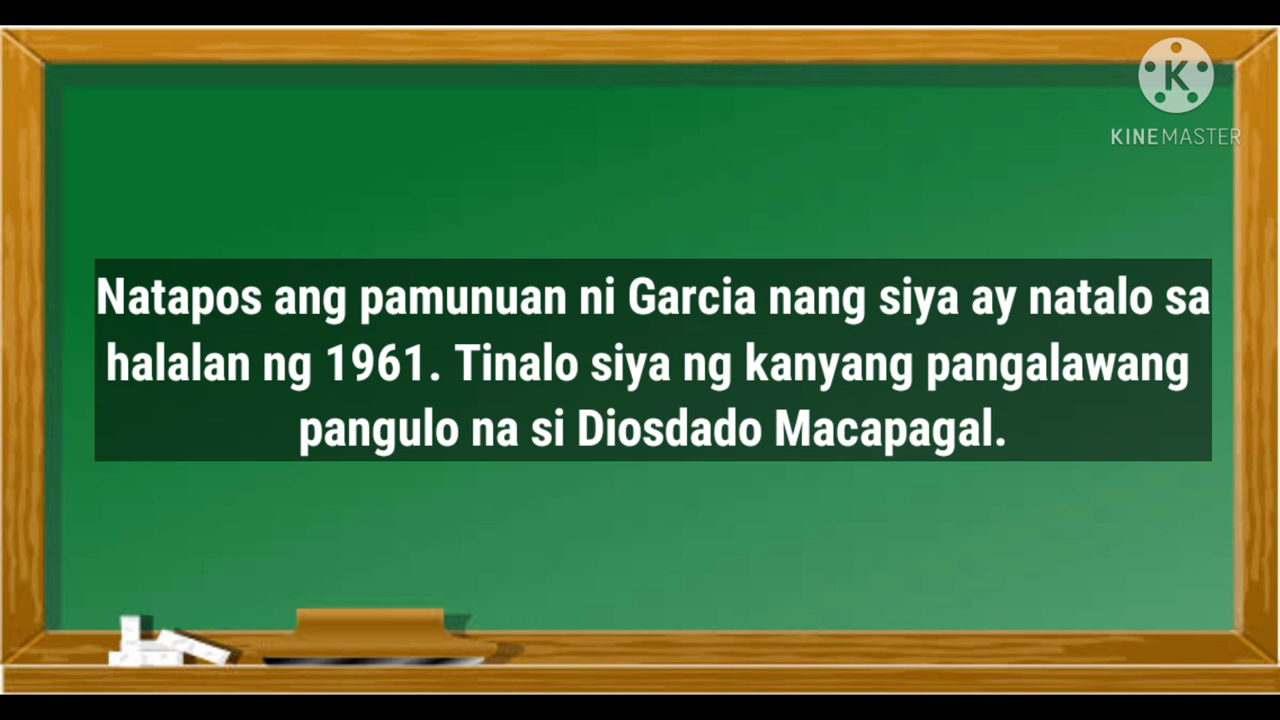 K
KINEMASTER
Natapos ang pamunuan ni Garcia nang siya ay natalo sa
halalan ng 1961. Tinalo siya ng kanyang pangalawang
pangulo na si Diosdado Macapagal.